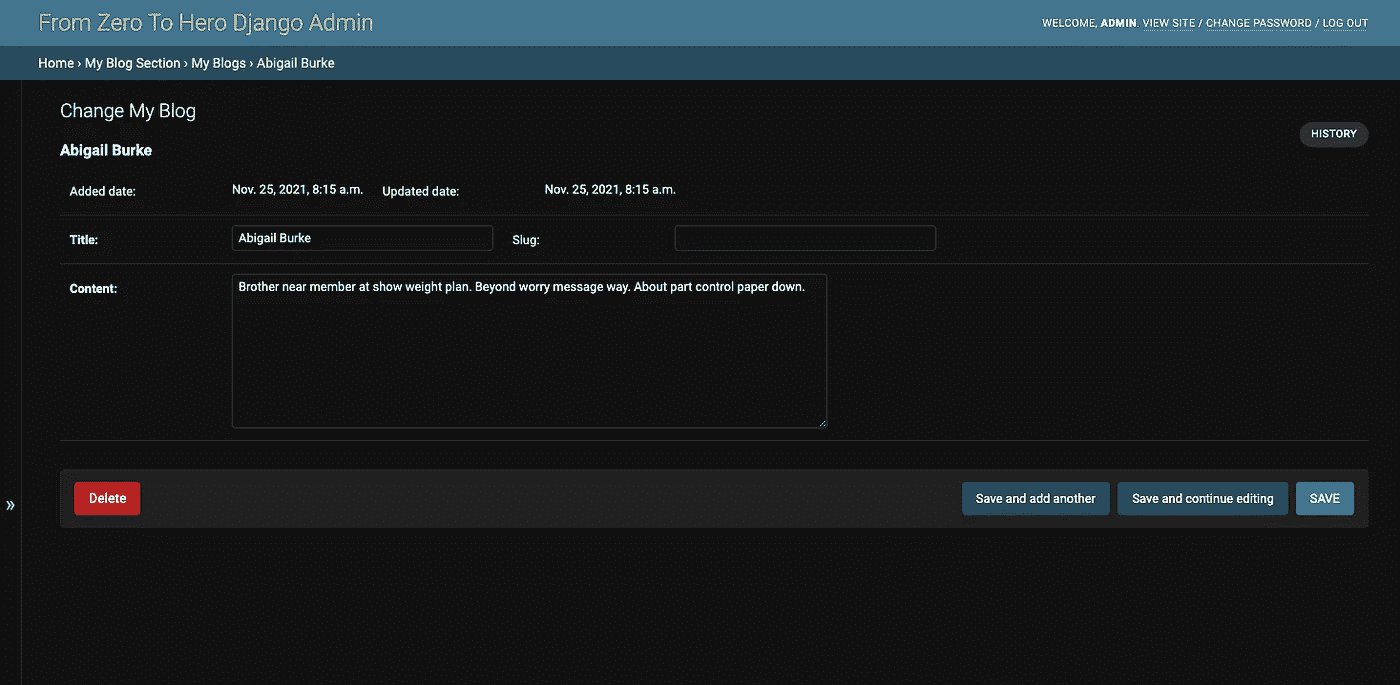 From Zero To Hero Django Admin
WELCOME, ADMIN. VIEW SITE / CHANGE PASSWORD / LOG OUT
Home › My Blog Section › My Blogs › Abigail Burke
Change My Blog
HISTORY
Abigail Burke
Added date: Nov. 25, 2021, 8:15 a.m. Updated date: Nov. 25, 2021, 8:15 a.m.
Title: Abigail Burke Slug:
Content: Brother near member at show weight plan. Beyond worry message way. About part control paper down.
»
Delete Save and add another Save and continue editing SAVE